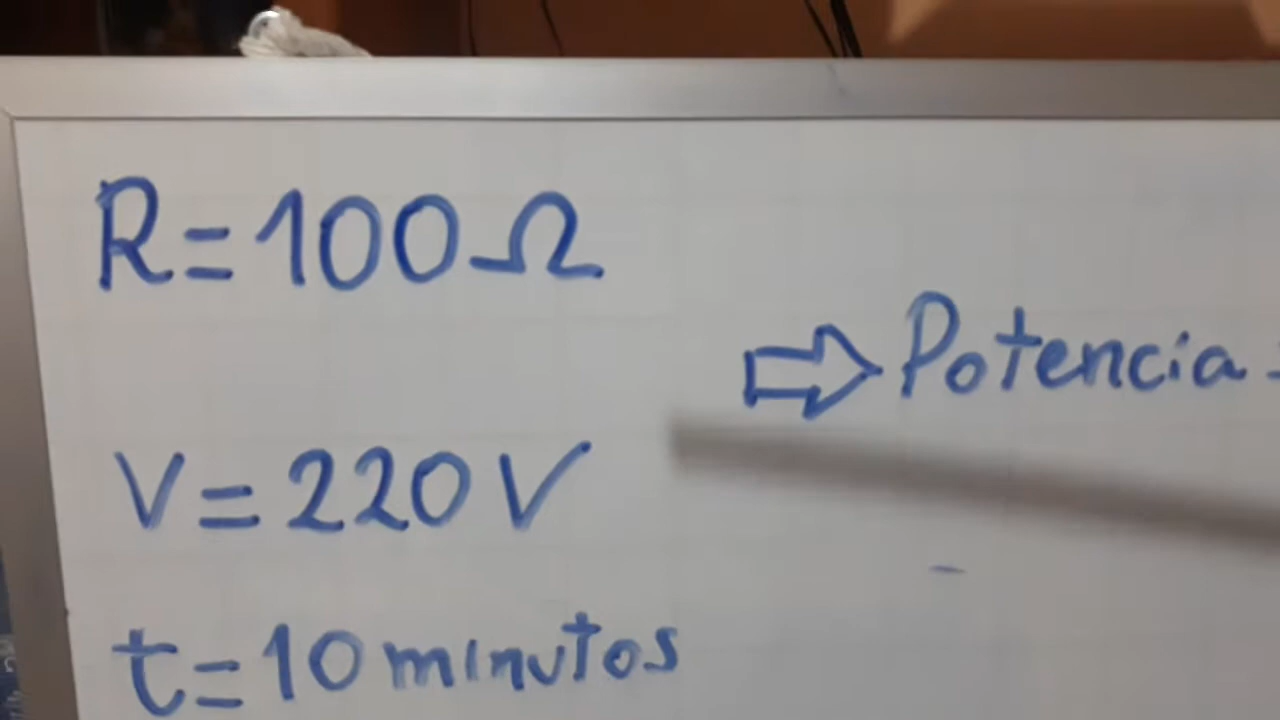 R=100Ω
⇨ Potencia
V=220V
t=10 minutos